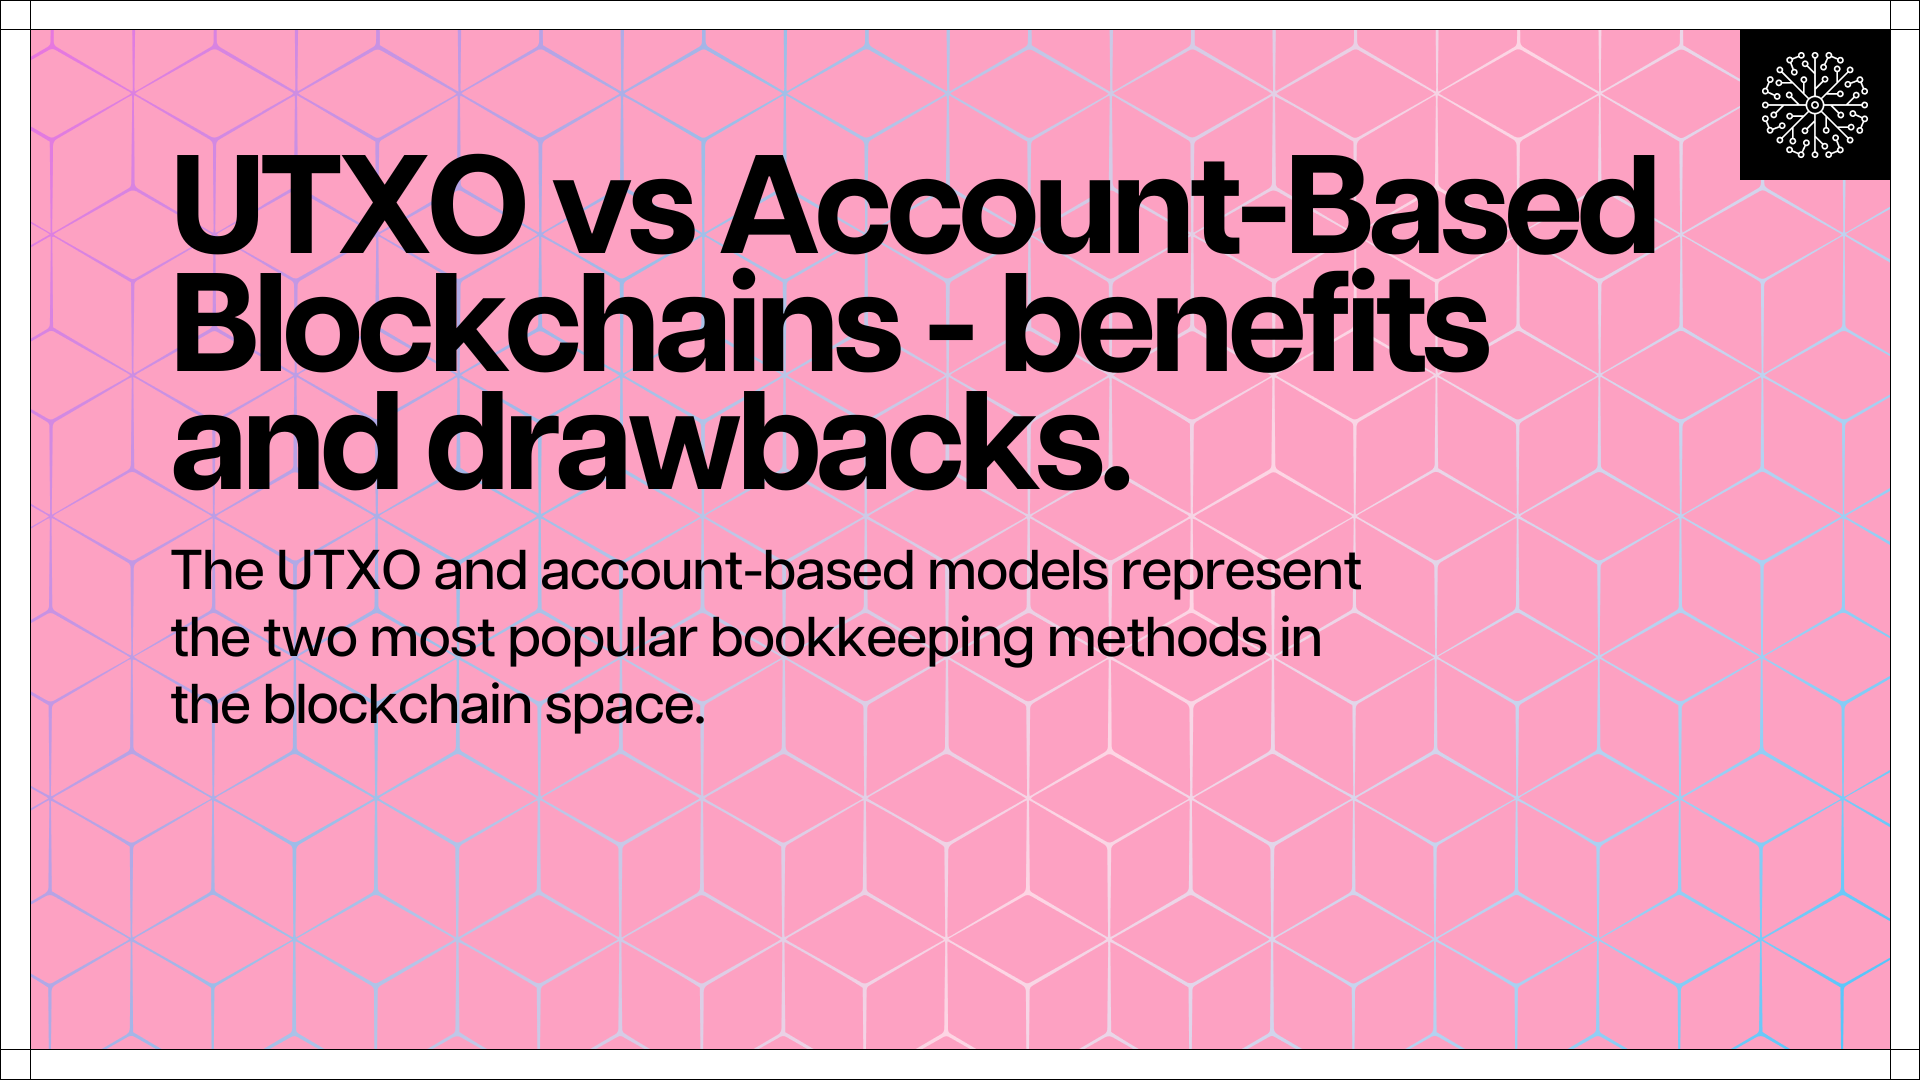 UTXO vs Account-Based
Blockchains - benefits
and drawbacks.
The UTXO and account-based models represent
the two most popular bookkeeping methods in
the blockchain space.